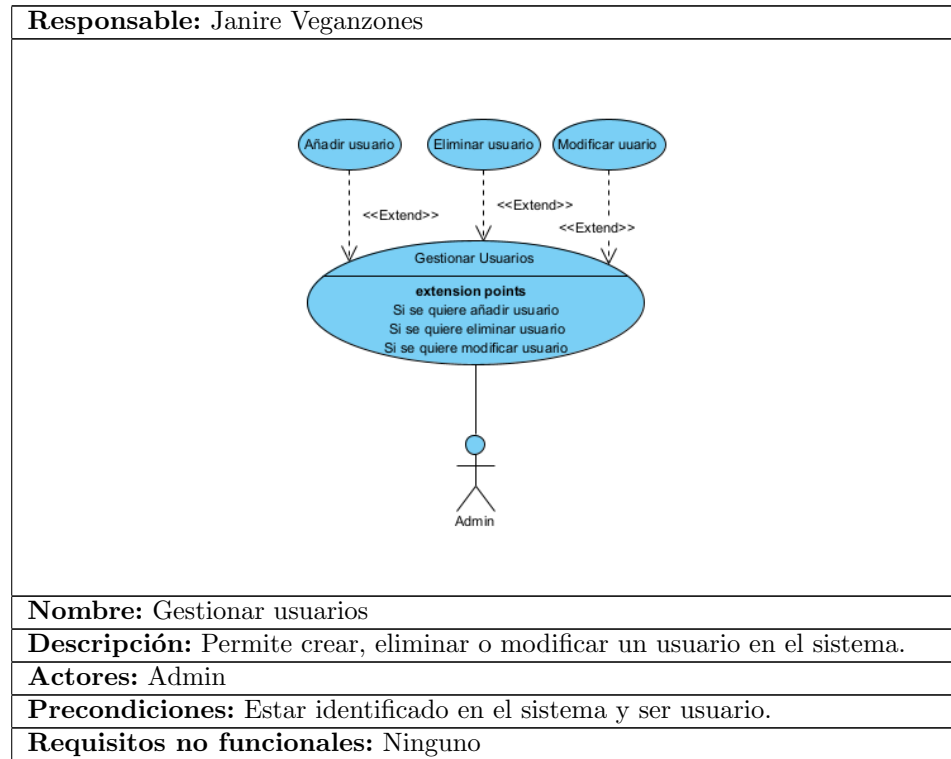 Responsable: Janire Veganzones
Añadir usuario
Eliminar usuario
Modificar uuario
<<Extend>>
<<Extend>>
<<Extend>>
Gestionar Usuarios
extension points
Si se quiere añadir usuario
Si se quiere eliminar usuario
Si se quiere modificar usuario
Admin
Nombre: Gestionar usuarios
Descripción: Permite crear, eliminar o modificar un usuario en el sistema.
Actores: Admin
Precondiciones: Estar identificado en el sistema y ser usuario.
Requisitos no funcionales: Ninguno